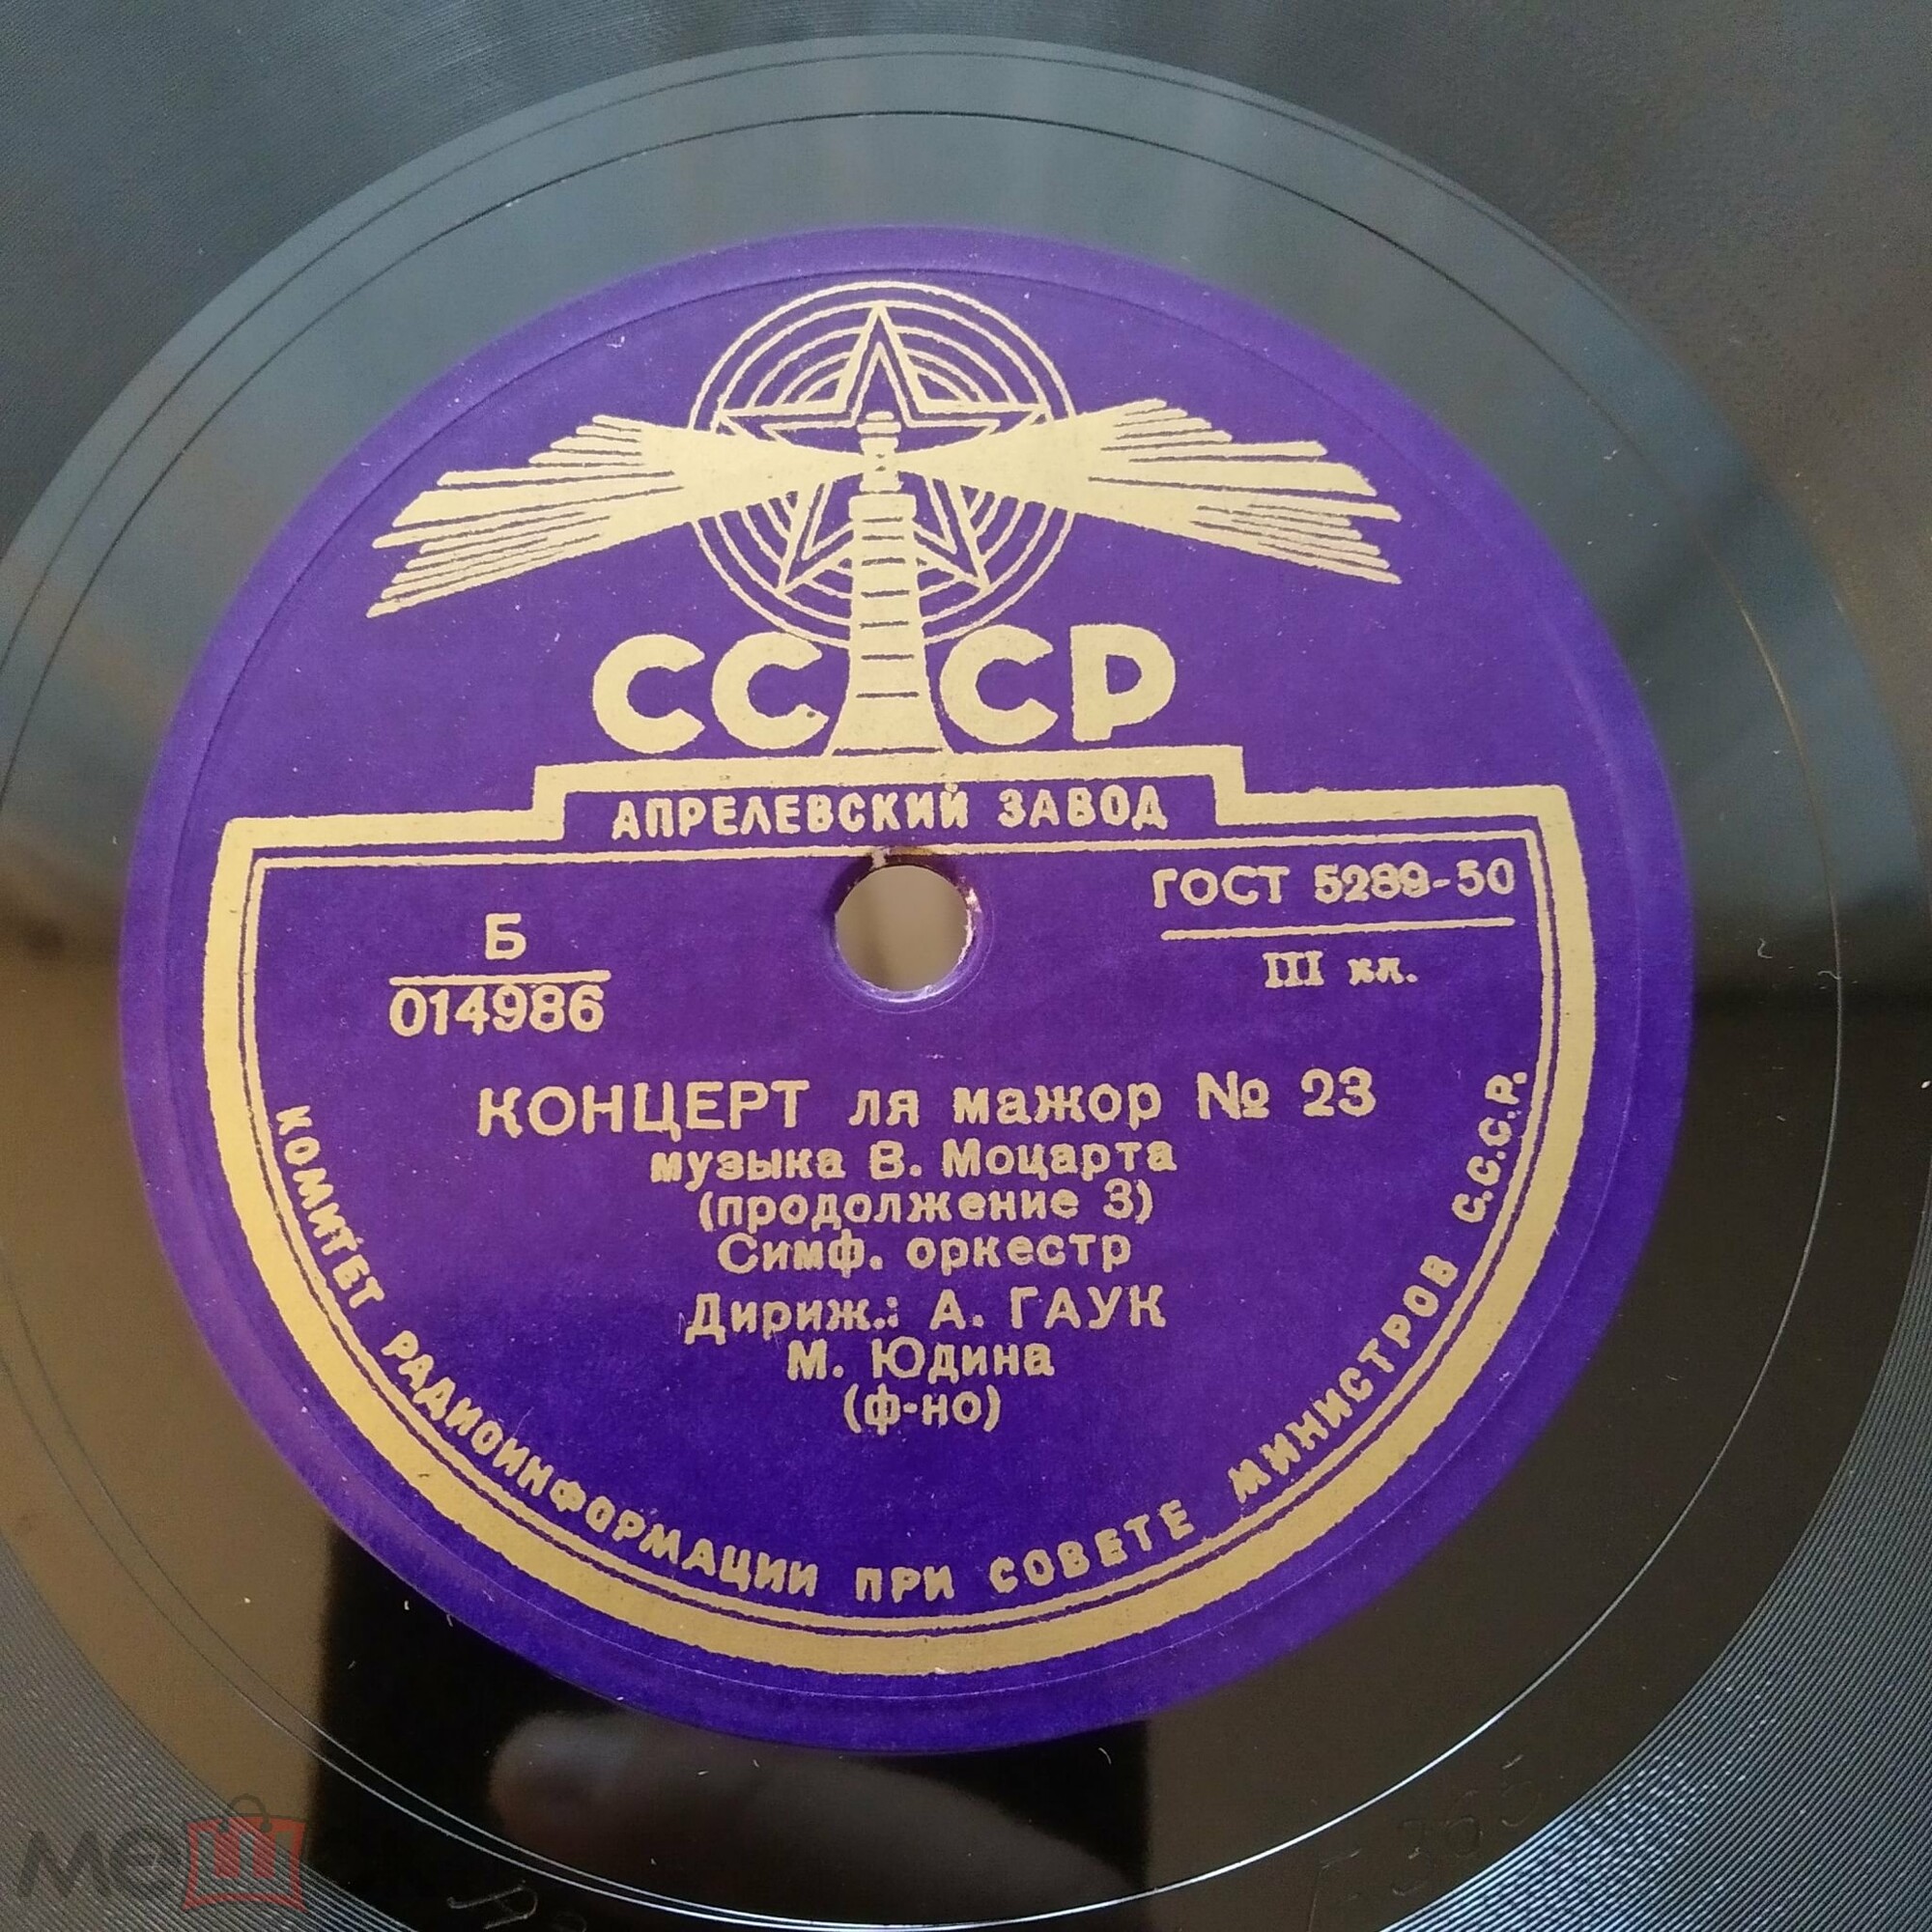 СССР
АПРЕЛЕВСКИЙ ЗАВОД
ГОСТ 5289-50
III кл.
Б
014986
КОНЦЕРТ ля мажор № 23
музыка В. Моцарта
(продолжение 3)
Симф. оркестр
Дириж.: А. ГАУК
М. Юдина
(ф-но)
КОМИТЕТ РАДИОИНФОРМАЦИИ ПРИ СОВЕТЕ МИНИСТРОВ С.С.С.Р.